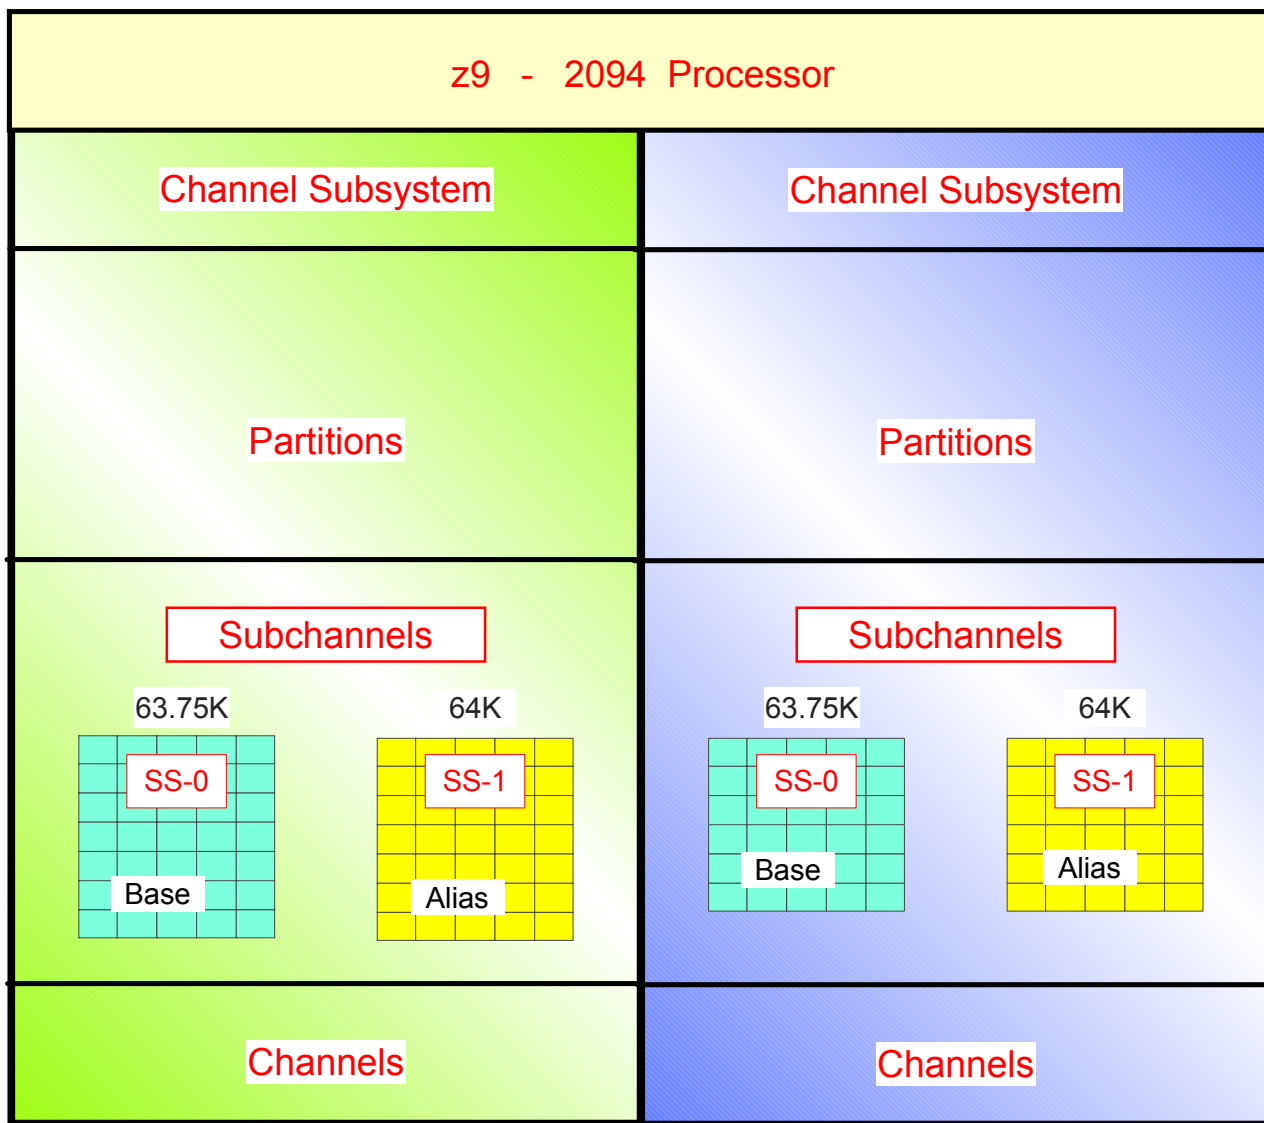 z9 - 2094 Processor
Channel Subsystem
Channel Subsystem
Partitions
Partitions
Subchannels
Subchannels
63.75K
64K
63.75K
64K
SS-0
SS-1
SS-0
SS-1
Base
Alias
Base
Alias
Channels
Channels